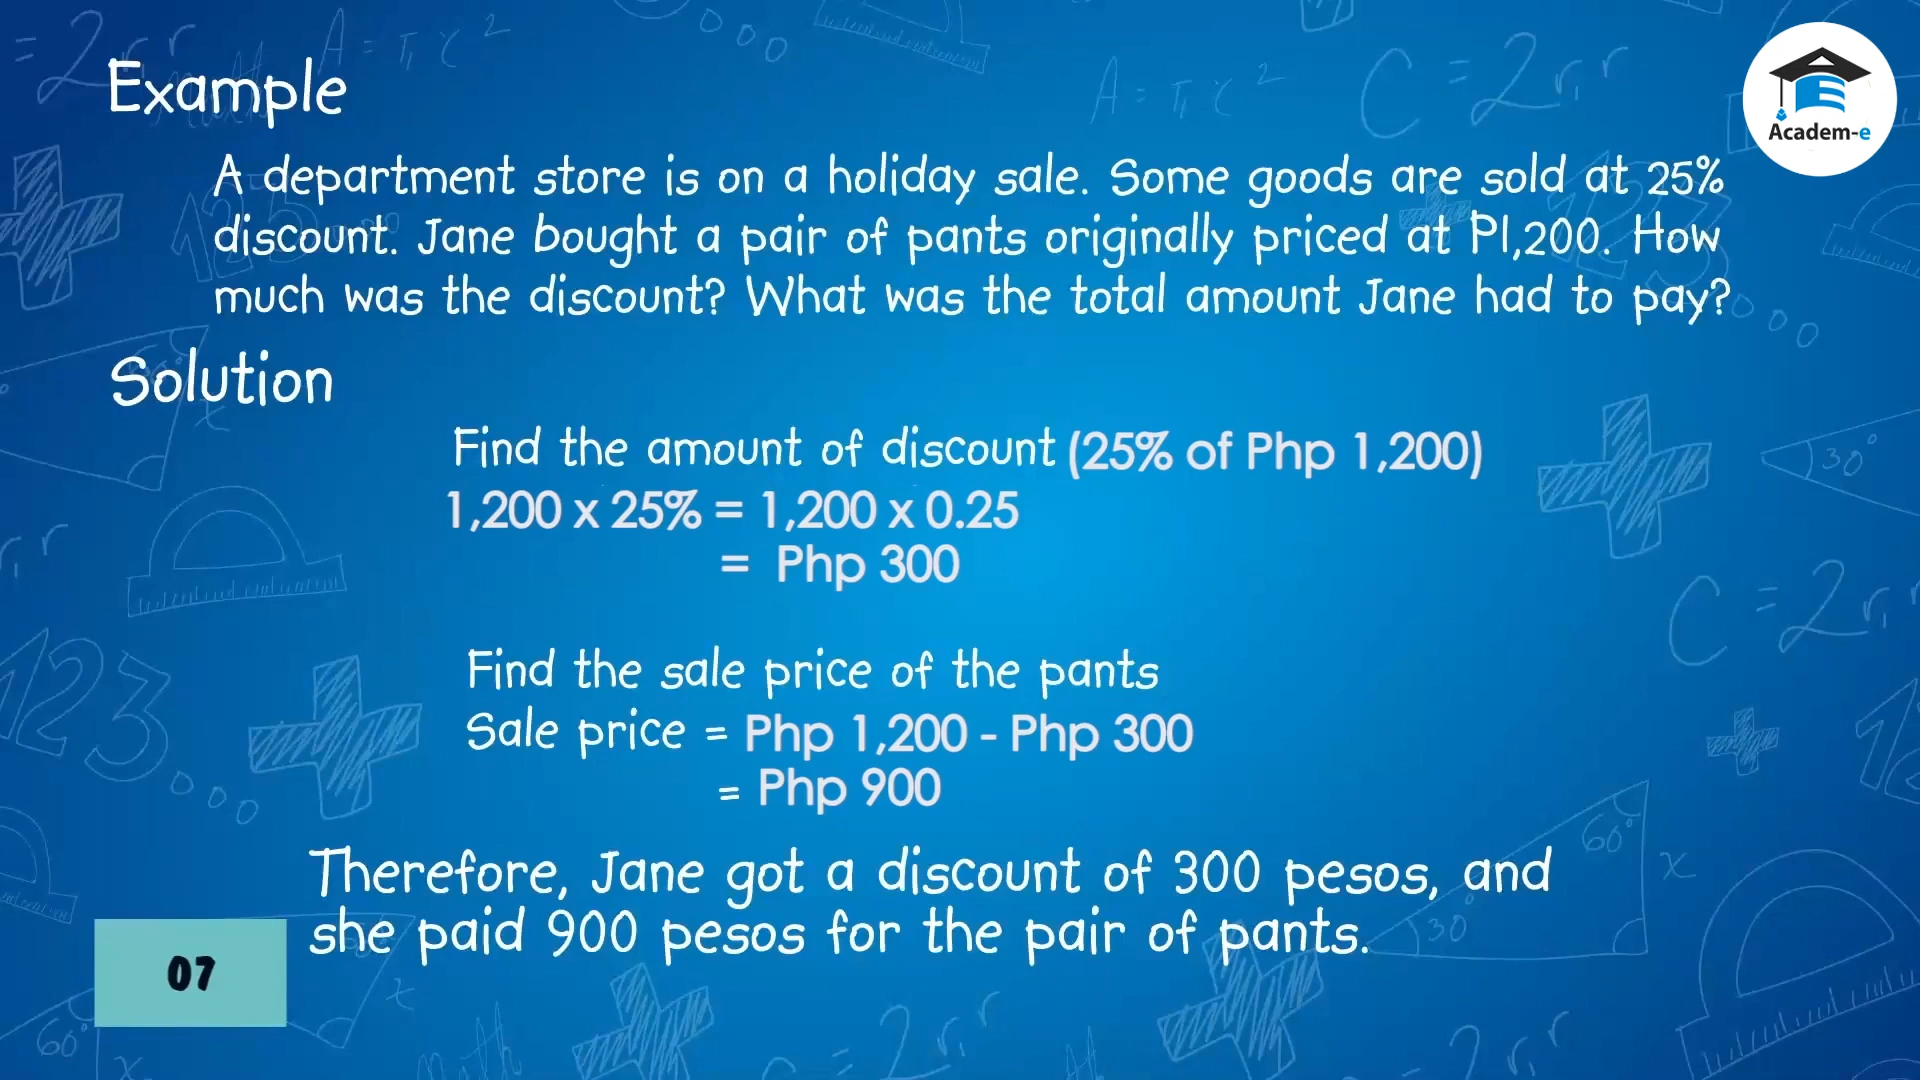 Example
Academ-e
A department store is on a holiday sale. Some goods are sold at 25%
discount. Jane bought a pair of pants originally priced at P1,200. How
much was the discount? What was the total amount Jane had to pay?
Solution
Find the amount of discount (25% of Php 1,200)
1,200 x 25% = 1,200 x 0.25
= Php 300
Find the sale price of the pants
Sale price = Php 1,200 - Php 300
= Php 900
Therefore, Jane got a discount of 300 pesos, and
she paid 900 pesos for the pair of pants.
07